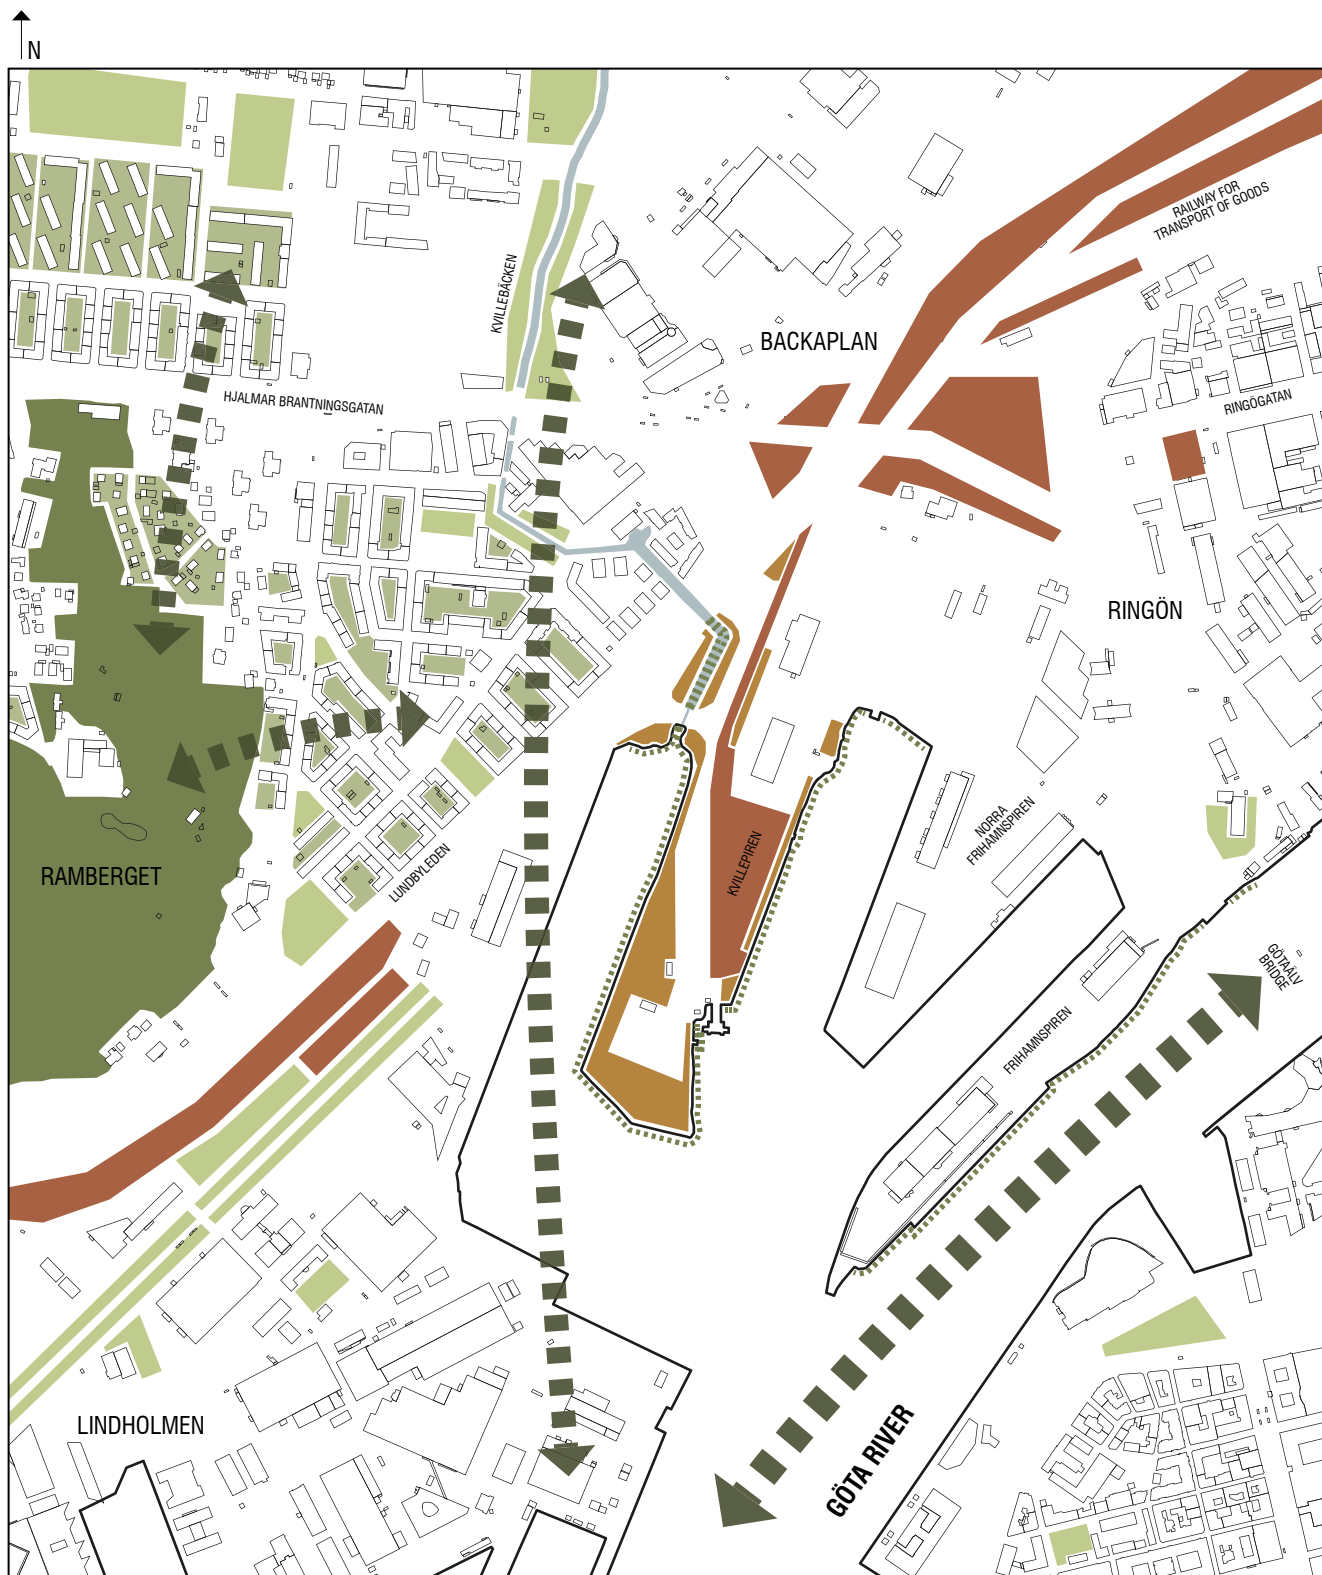 N
RAILWAY FOR
TRANSPORT OF GOODS
KVILLEBÄCKEN
BACKAPLAN
HJALMAR BRANTNINGSGATAN
RINGÖGATAN
RINGÖN
NORRA
FRIHAMNSPIREN
KVILLEPIREN
RAMBERGET
LUNDBYLEDEN
GÖTAÄLV
BRIDGE
FRIHAMNSPIREN
LINDHOLMEN
GÖTA RIVER